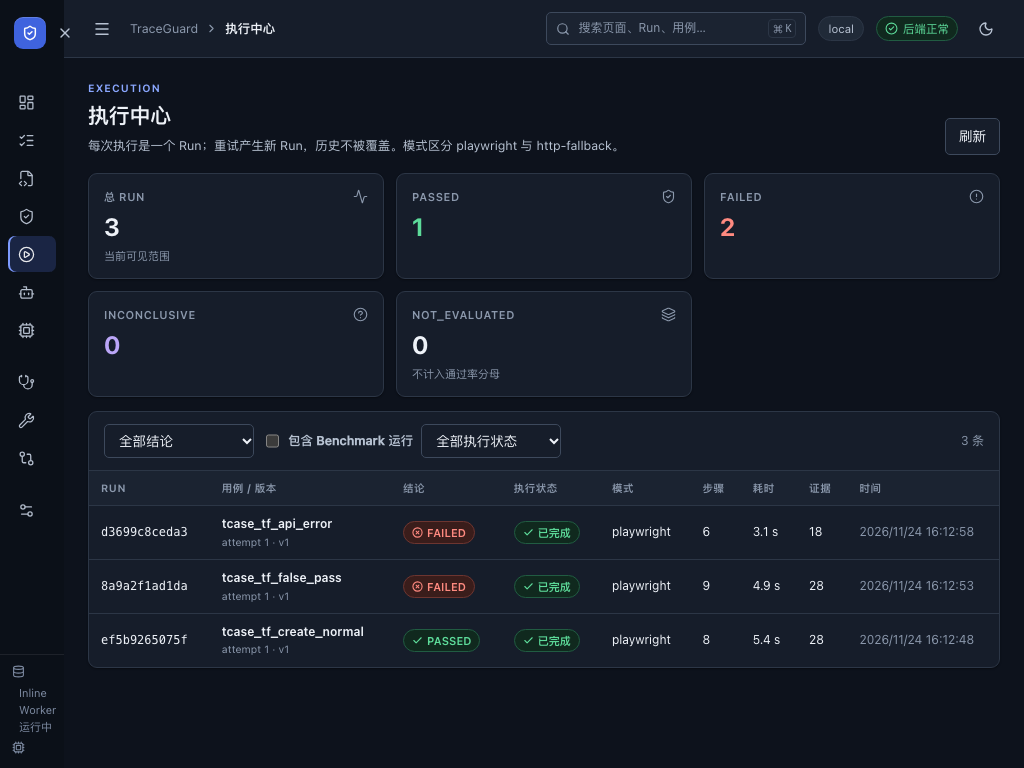 TraceGuard > 执行中心
搜索页面、Run、用例...
⌘ K
local
后端正常
EXECUTION
执行中心
每次执行是一个 Run；重试产生新 Run，历史不被覆盖。模式区分 playwright 与 http-fallback。
刷新
总 RUN
3
当前可见范围
PASSED
1
FAILED
2
INCONCLUSIVE
0
NOT_EVALUATED
0
不计入通过率分母
全部结论
包含 Benchmark 运行
全部执行状态
3 条
RUN 用例 / 版本 结论 执行状态 模式 步骤 耗时 证据 时间
d3699c8ceda3 tcase_tf_api_error FAILED 已完成 playwright 6 3.1 s 18 2026/11/24 16:12:58
attempt 1 · v1
8a9a2f1ad1da tcase_tf_false_pass FAILED 已完成 playwright 9 4.9 s 28 2026/11/24 16:12:53
attempt 1 · v1
ef5b9265075f tcase_tf_create_normal PASSED 已完成 playwright 8 5.4 s 28 2026/11/24 16:12:48
attempt 1 · v1
Inline
Worker
运行中